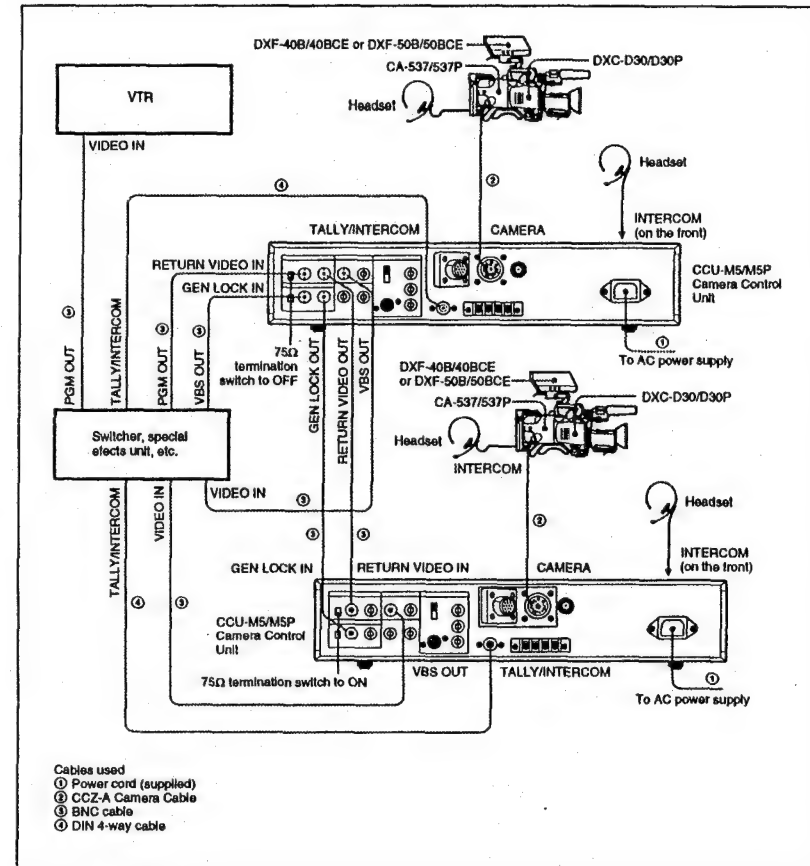 DXF-40B/40BCE or DXF-50B/50BCE
CA-537/537P
DXC-D30/D30P
VTR
Headset
VIDEO IN
④
②
Headset
INTERCOM
(on the front)
TALLY/INTERCOM
CAMERA
RETURN VIDEO IN
GEN LOCK IN
CCU-M5/M5P
Camera Control
Unit
③
③
③
PGM OUT
TALLY/INTERCOM
PGM OUT
VBS OUT
75Ω
termination
switch to OFF
GEN LOCK OUT
RETURN VIDEO OUT
VBS OUT
①
To AC power supply
DXF-40B/40BCE
or DXF-50B/50BCE
CA-537/537P
DXC-D30/D30P
Switcher, special
efects unit, etc.
Headset
INTERCOM
TALLY/INTERCOM
VIDEO IN
VIDEO IN
③
②
Headset
③
③
INTERCOM
(on the front)
④
③
GEN LOCK IN
RETURN VIDEO IN
CAMERA
CCU-M5/M5P
Camera Control
Unit
75Ω termination switch to ON
VBS OUT
TALLY/INTERCOM
①
To AC power supply
Cables used
① Power cord (supplied)
② CCZ-A Camera Cable
③ BNC cable
④ DIN 4-way cable